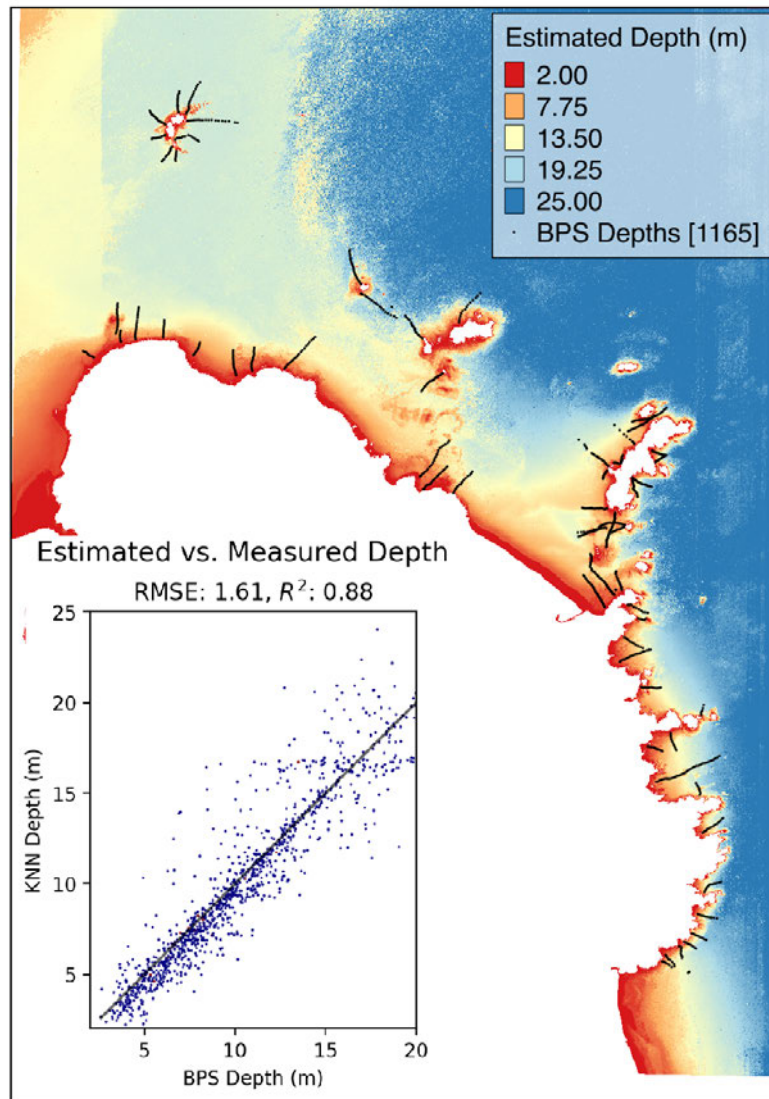 Estimated Depth (m)
2.00
7.75
13.50
19.25
25.00
BPS Depths [1165]
Estimated vs. Measured Depth
RMSE: 1.61, R²: 0.88
25
20
15
10
5
KNN Depth (m)
5
10
15
20
BPS Depth (m)